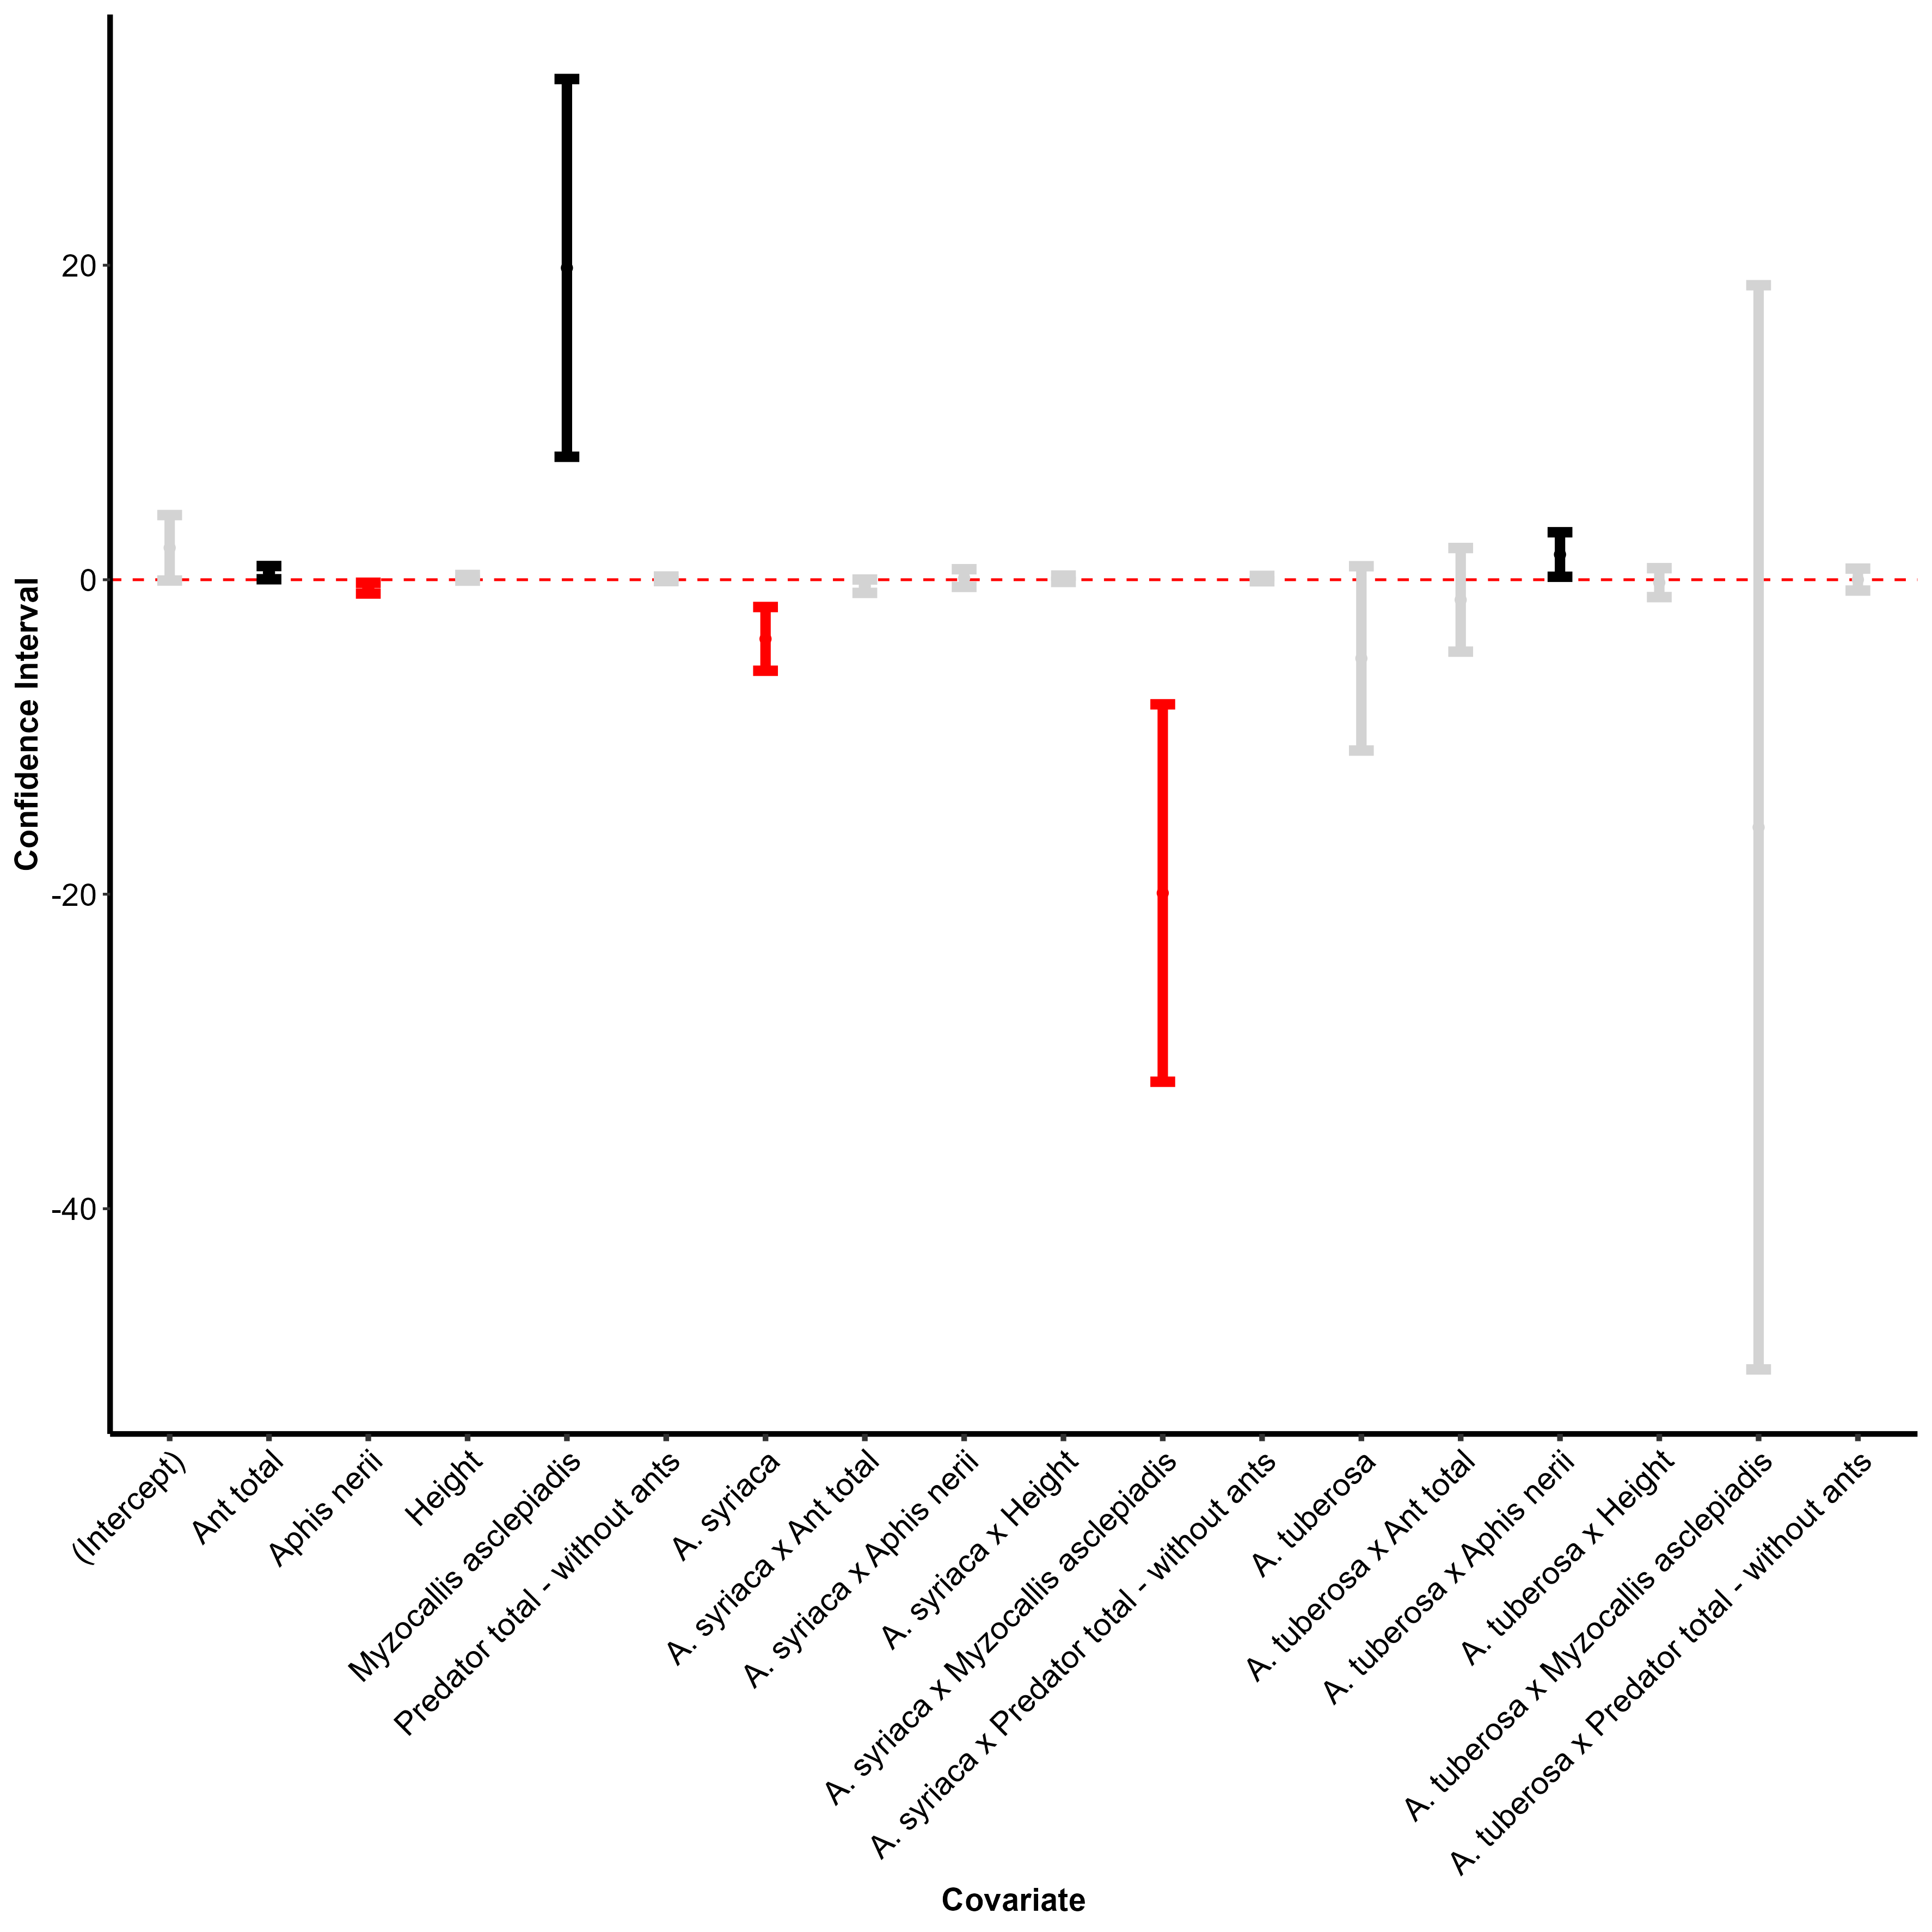 Confidence Interval
20
0
-20
-40
(Intercept)
Ant total
Aphis nerii
Height
Myzocallis asclepiadis
Predator total - without ants
A. syriaca
A. syriaca x Ant total
A. syriaca x Aphis nerii
A. syriaca x Height
A. syriaca x Myzocallis asclepiadis
A. syriaca x Predator total - without ants
A. tuberosa
A. tuberosa x Ant total
A. tuberosa x Aphis nerii
A. tuberosa x Height
A. tuberosa x Myzocallis asclepiadis
A. tuberosa x Predator total - without ants
Covariate